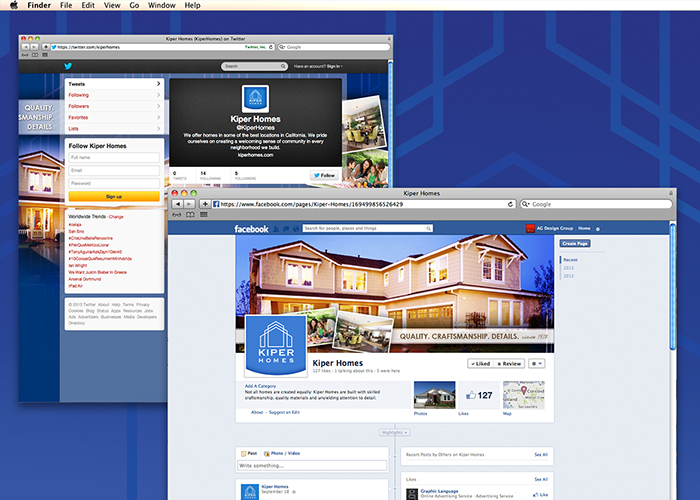 Finder File Edit View Go Window Help
Kiper Homes (KiperHomes) on Twitter
https://twitter.com/kiperhomes
Twitter, Inc.
Google
Search
Have an account? Sign in
Tweets
Following
Followers
Favorites
Lists
QUALITY.
SMANSHIP.
DETAILS.
Follow Kiper Homes
Full name
Email
Password
Sign up
KIPER
HOMES
Kiper Homes
@KiperHomes
We offer homes in some of the best locations in California. We pride
ourselves on creating a welcoming sense of community in every
neighborhood we build.
kiperhomes.com
0 14 5
TWEETS FOLLOWING FOLLOWERS
Follow
Worldwide Trends · Change
San Siro
Ian Wright
We Want Justin Bieber In Greece
Arsenal Dortmund
iPad Air
© 2013 Twitter About Help Terms Privacy
Cookies Blog Status Apps Resources Jobs
Ads Advertisers Businesses Media Developers
Directory
Kiper Homes
https://www.facebook.com/pages/Kiper-Homes/169499856526429
Google
facebook
Search for people, places and things
AG Design Group
Home
Create Page
Recent
2013
2012
QUALITY. CRAFTSMANSHIP. DETAILS. since 1978
KIPER
HOMES
Kiper Homes
127 likes · 1 talking about this · 5 were here
Liked
Review
Add A Category
Not all homes are created equally: Kiper Homes are built with skilled
craftsmanship, quality materials and unyielding attention to detail.
About - Suggest an Edit
127
Concord
Oakland
Photos
Likes
Map
Highlights
Post
Photo / Video
Write something...
Recent Posts by Others on Kiper Homes
See All
Kiper Homes
September 18
Likes
See All
Graphic Language
Online Advertising Service · Advertising Service
Like